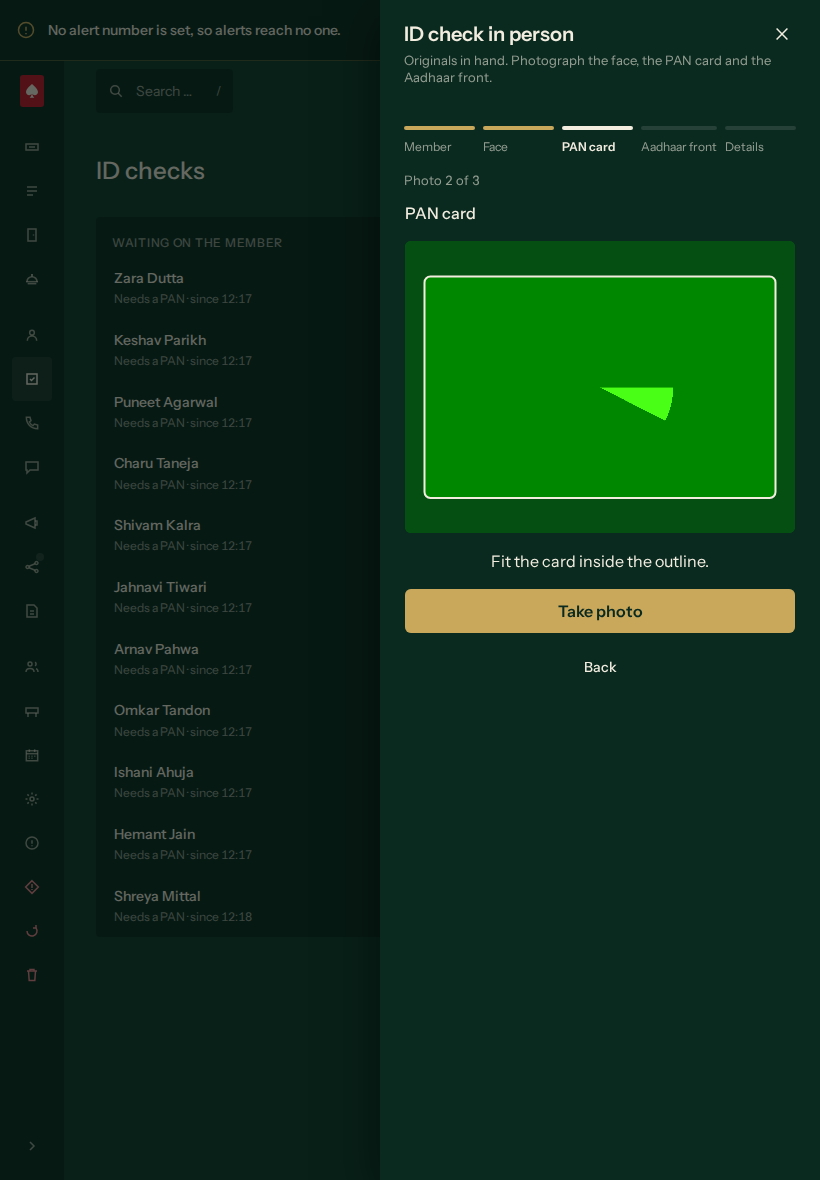 No alert number is set, so alerts reach no one.
Search ... /
ID checks
WAITING ON THE MEMBER
Zara Dutta
Needs a PAN · since 12:17
Keshav Parikh
Needs a PAN · since 12:17
Puneet Agarwal
Needs a PAN · since 12:17
Charu Taneja
Needs a PAN · since 12:17
Shivam Kalra
Needs a PAN · since 12:17
Jahnavi Tiwari
Needs a PAN · since 12:17
Arnav Pahwa
Needs a PAN · since 12:17
Omkar Tandon
Needs a PAN · since 12:17
Ishani Ahuja
Needs a PAN · since 12:17
Hemant Jain
Needs a PAN · since 12:17
Shreya Mittal
Needs a PAN · since 12:18
ID check in person
Originals in hand. Photograph the face, the PAN card and the
Aadhaar front.
Member Face PAN card Aadhaar front Details
Photo 2 of 3
PAN card
Fit the card inside the outline.
Take photo
Back